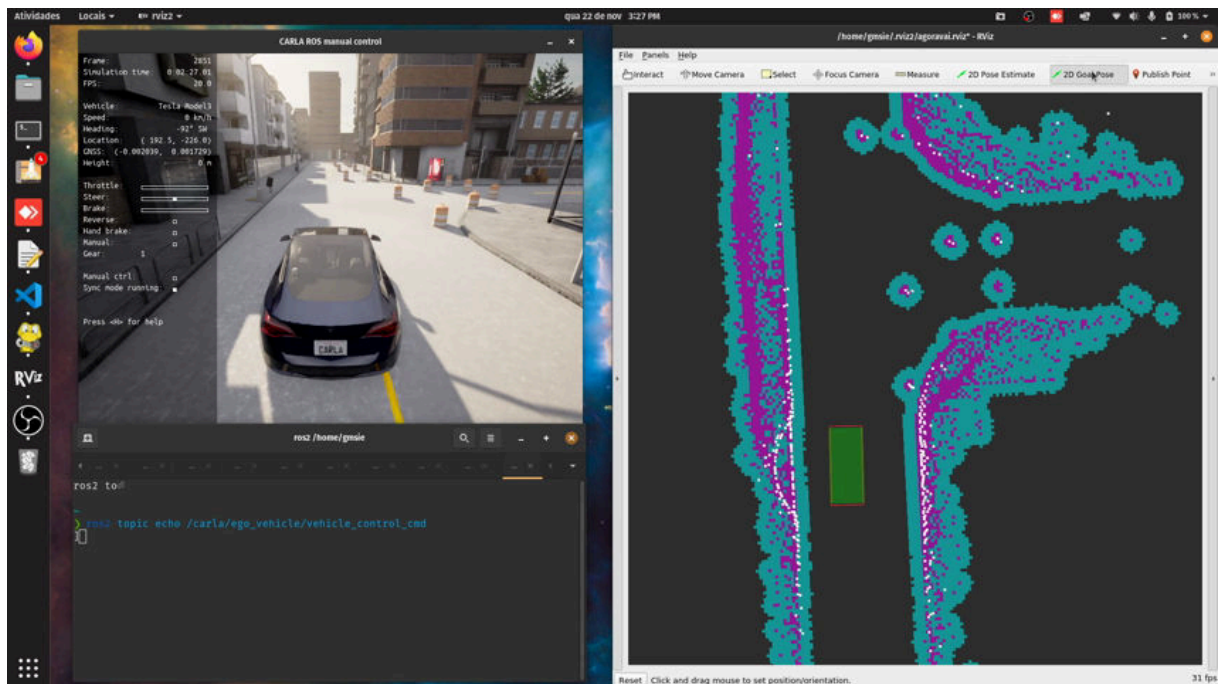 Atividades
Locais
rviz2
qua 22 de nov 3:27 PM
100 %
CARLA ROS manual control
Frame: 2851
Simulation time: 0:02:27.01
FPS: 20.0
Vehicle: Tesla Model3
Speed: 0 km/h
Heading: -92° SW
Location: ( 192.5, -226.0)
GNSS: (-0.002039, 0.001729)
Height: 0 m
Throttle:
Steer:
Brake:
Reverse:
Hand brake:
Manual:
Gear: 1
Manual ctrl:
Sync mode running:
Press <H> for help
CARLA
RViz
ros2 /home/gmsie
ros2 to
ros2 topic echo /carla/ego_vehicle/vehicle_control_cmd
/home/gmsie/.rviz2/agoravai.rviz* - RViz
File Panels Help
Interact Move Camera Select Focus Camera Measure 2D Pose Estimate 2D Goal Pose Publish Point
Reset Click and drag mouse to set position/orientation.
31 fps